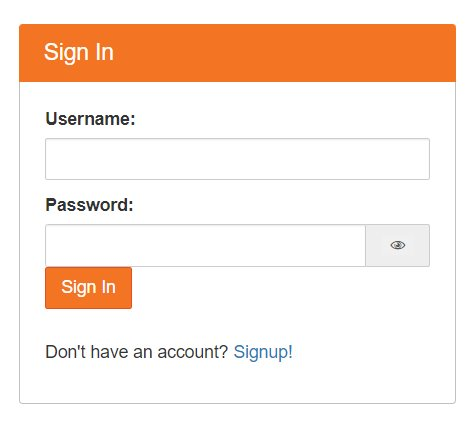 Sign In
Username:
Password:
Sign In
Don't have an account? Signup!